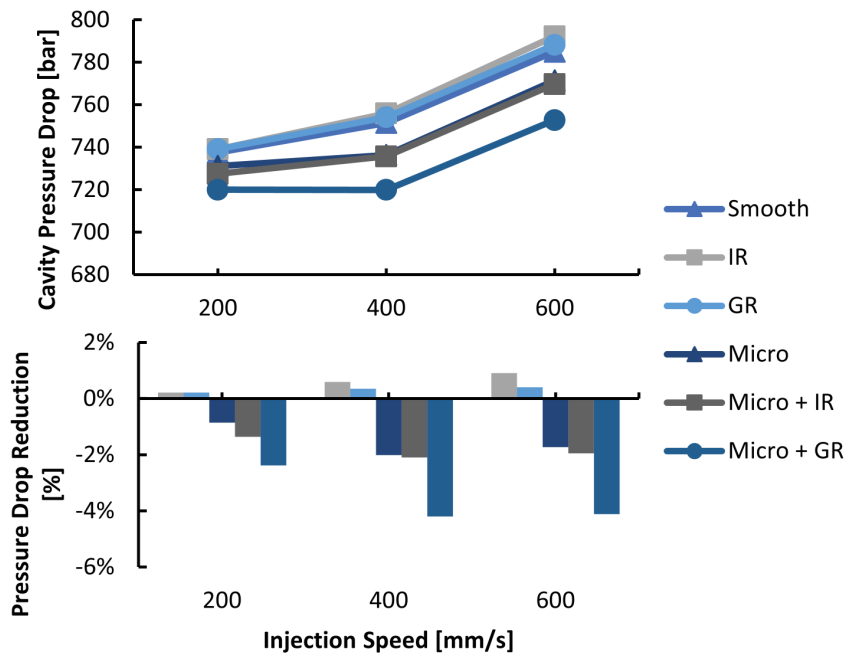 Cavity Pressure Drop [bar]
800
780
760
740
720
700
680
200 400 600
Smooth
IR
GR
Micro
Micro + IR
Micro + GR
Pressure Drop Reduction
[%]
2%
0%
-2%
-4%
-6%
200 400 600
Injection Speed [mm/s]